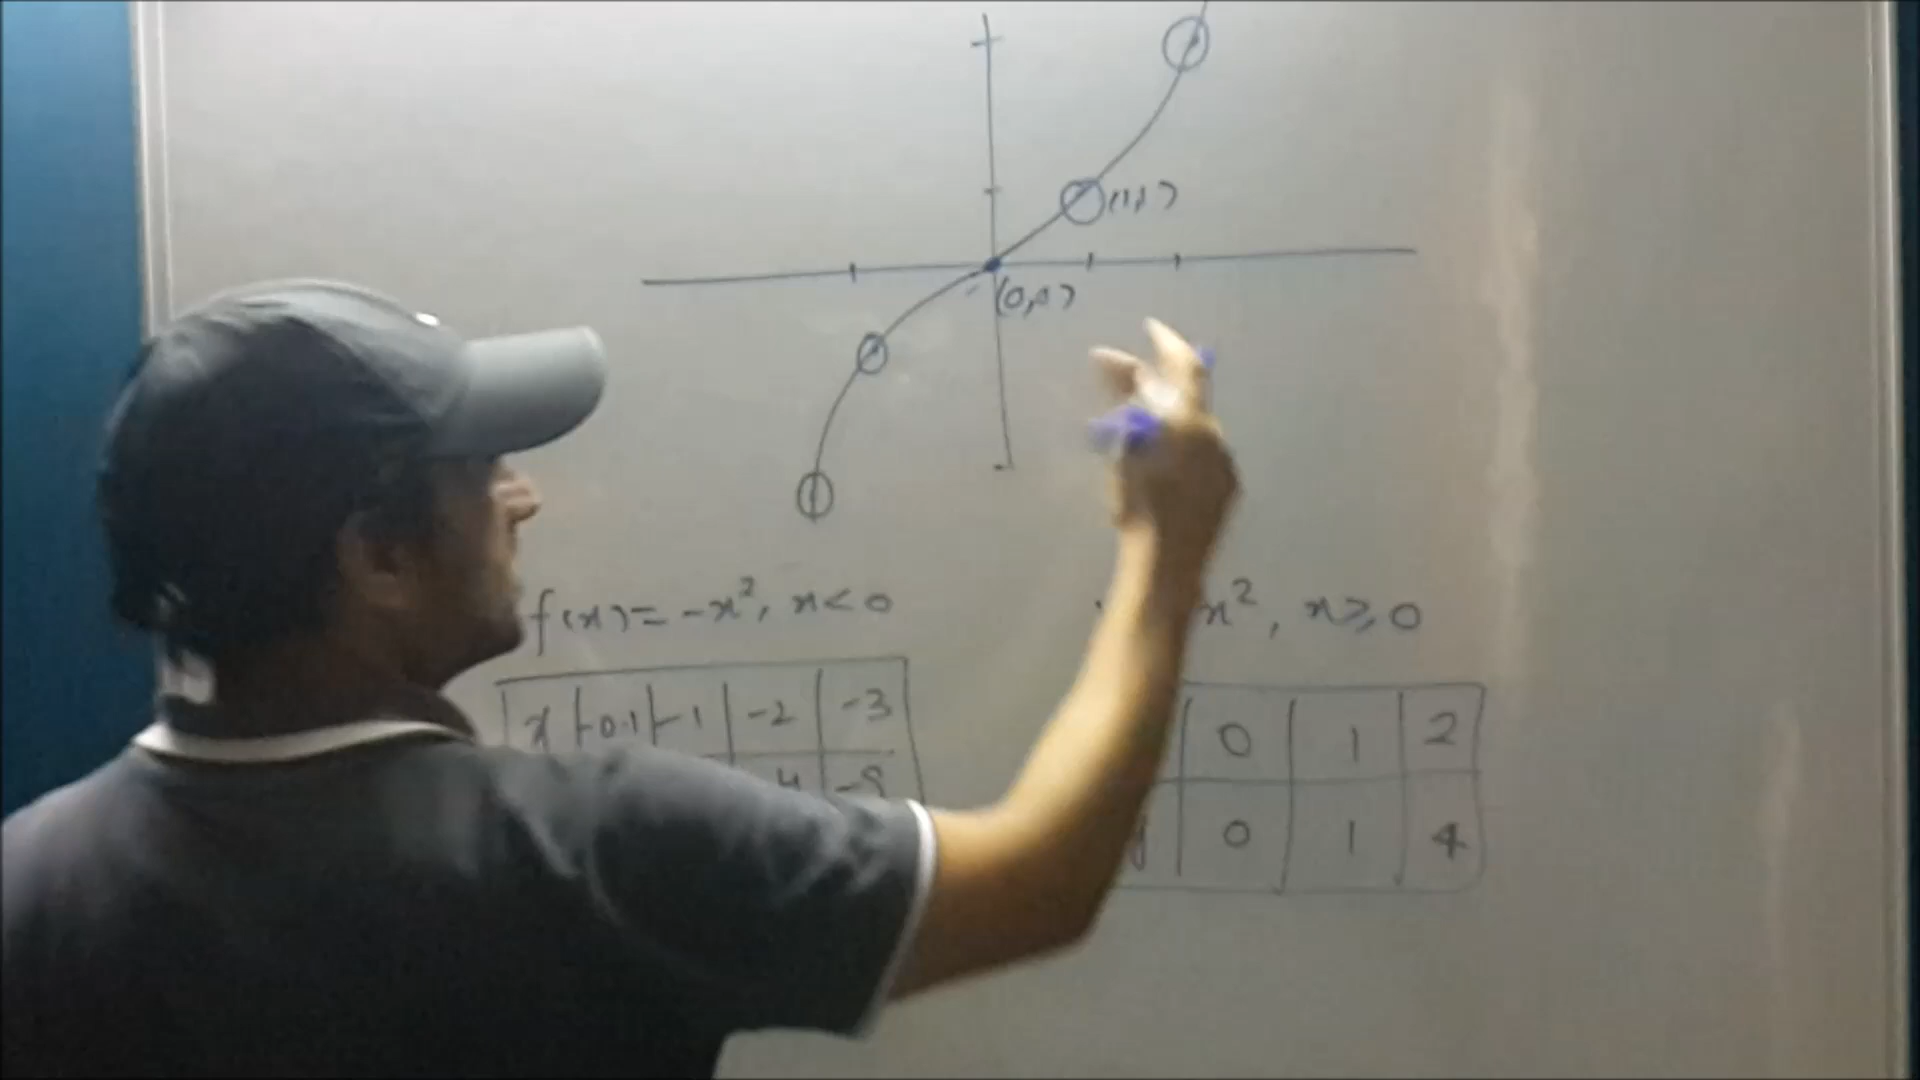 (1,1)
(0,0)
f(x) = -x², x < 0
x², x ≥ 0
x -0.1 -1 -2 -3
4 -9
0 1 2
y 0 1 4